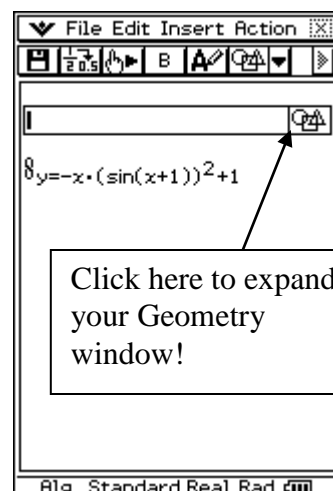 File Edit Insert Action
B
y=-x·(sin(x+1))²+1
Click here to expand
your Geometry
window!
Alg Standard Real Rad